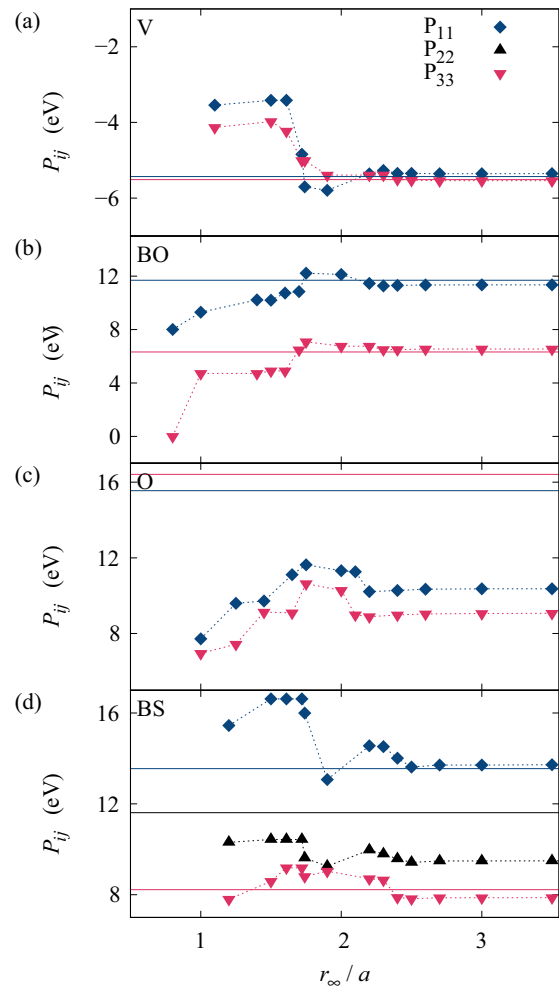 (a)
V
P11
P22
P33
−2
−4
−6
Pij (eV)
(b)
BO
12
8
4
0
Pij (eV)
(c)
O
16
12
8
Pij (eV)
(d)
BS
16
12
8
Pij (eV)
1 2 3
r∞ / a